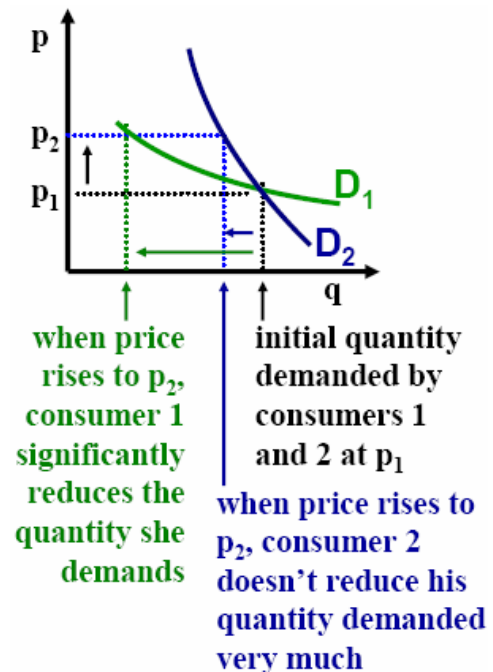 p
p2
p1
D1
D2
q
when price
rises to p2,
consumer 1
significantly
reduces the
quantity she
demands
initial quantity
demanded by
consumers 1
and 2 at p1
when price rises to
p2, consumer 2
doesn't reduce his
quantity demanded
very much